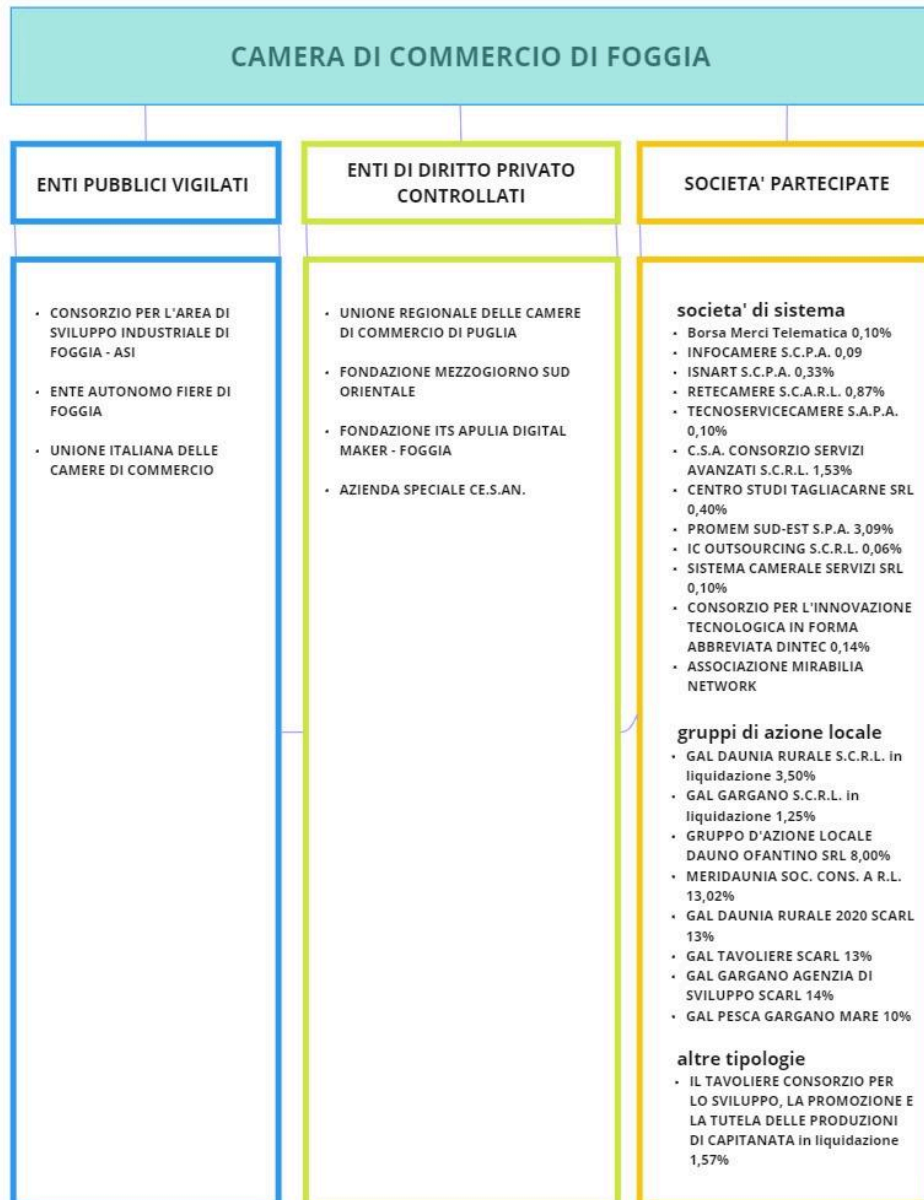 CAMERA DI COMMERCIO DI FOGGIA
ENTI PUBBLICI VIGILATI
• CONSORZIO PER L'AREA DI
SVILUPPO INDUSTRIALE DI
FOGGIA - ASI
• ENTE AUTONOMO FIERE DI
FOGGIA
• UNIONE ITALIANA DELLE
CAMERE DI COMMERCIO
ENTI DI DIRITTO PRIVATO
CONTROLLATI
• UNIONE REGIONALE DELLE CAMERE
DI COMMERCIO DI PUGLIA
• FONDAZIONE MEZZOGIORNO SUD
ORIENTALE
• FONDAZIONE ITS APULIA DIGITAL
MAKER - FOGGIA
• AZIENDA SPECIALE CE.S.AN.
SOCIETA' PARTECIPATE
societa' di sistema
• Borsa Merci Telematica 0,10%
• INFOCAMERE S.C.P.A. 0,09
• ISNART S.C.P.A. 0,33%
• RETECAMERE S.C.A.R.L. 0,87%
• TECNOSERVICECAMERE S.A.P.A.
0,10%
• C.S.A. CONSORZIO SERVIZI
AVANZATI S.C.R.L. 1,53%
• CENTRO STUDI TAGLIACARNE SRL
0,40%
• PROMEM SUD-EST S.P.A. 3,09%
• IC OUTSOURCING S.C.R.L. 0,06%
• SISTEMA CAMERALE SERVIZI SRL
0,10%
• CONSORZIO PER L'INNOVAZIONE
TECNOLOGICA IN FORMA
ABBREVIATA DINTEC 0,14%
• ASSOCIAZIONE MIRABILIA
NETWORK
gruppi di azione locale
• GAL DAUNIA RURALE S.C.R.L. in
liquidazione 3,50%
• GAL GARGANO S.C.R.L. in
liquidazione 1,25%
• GRUPPO D'AZIONE LOCALE
DAUNO OFANTINO SRL 8,00%
• MERIDAUNIA SOC. CONS. A R.L.
13,02%
• GAL DAUNIA RURALE 2020 SCARL
13%
• GAL TAVOLIERE SCARL 13%
• GAL GARGANO AGENZIA DI
SVILUPPO SCARL 14%
• GAL PESCA GARGANO MARE 10%
altre tipologie
• IL TAVOLIERE CONSORZIO PER
LO SVILUPPO, LA PROMOZIONE E
LA TUTELA DELLE PRODUZIONI
DI CAPITANATA in liquidazione
1,57%